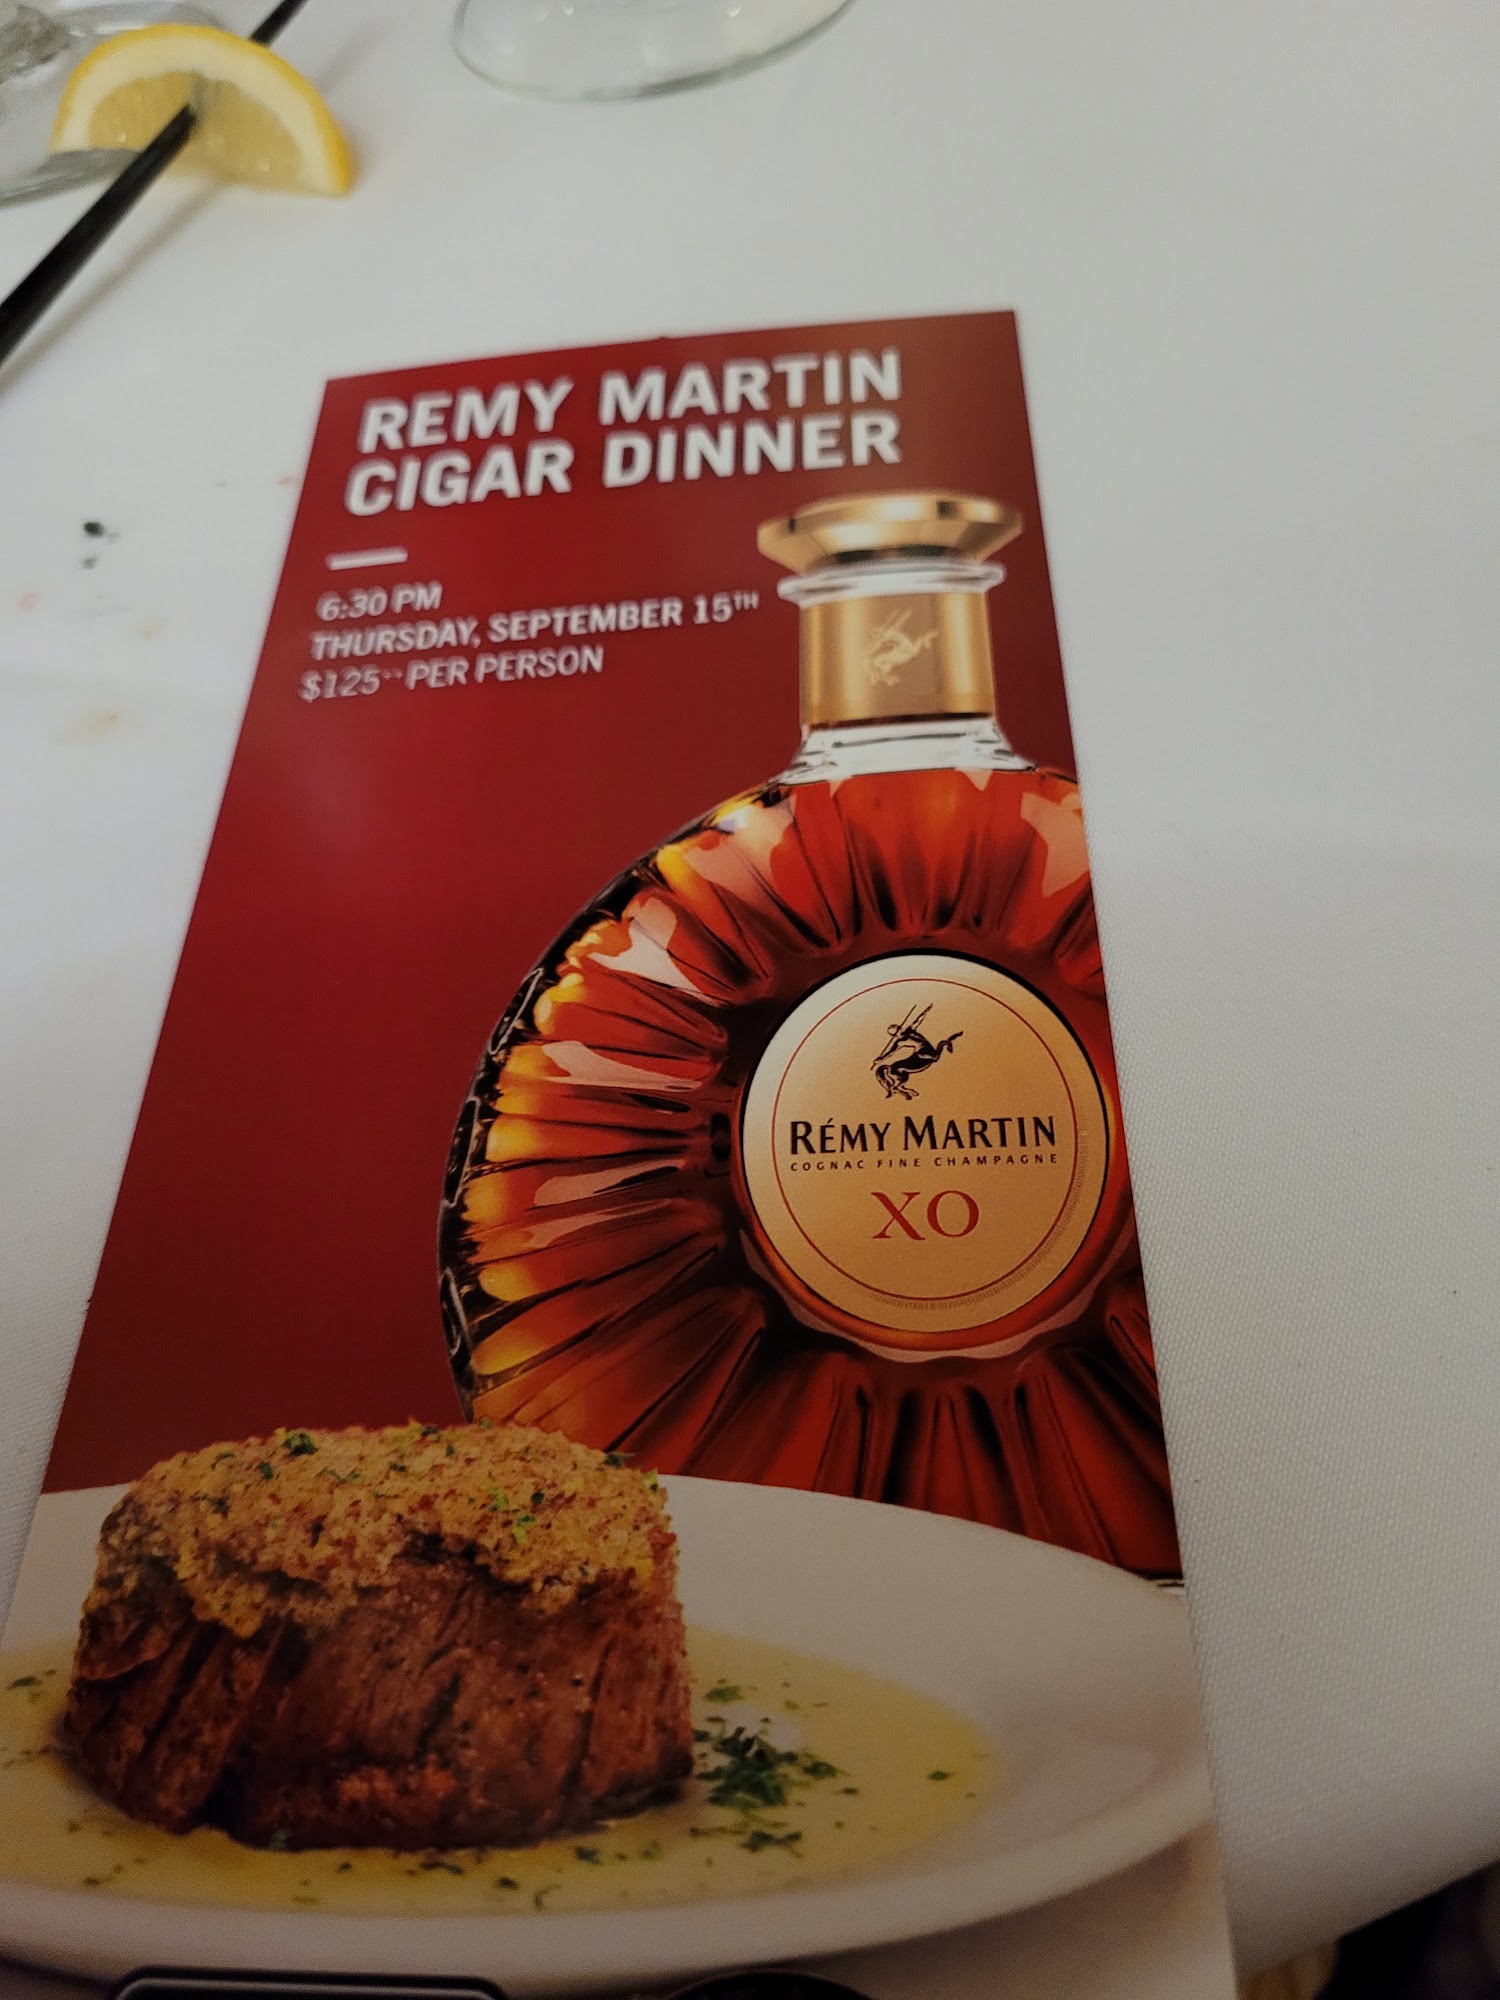 REMY MARTIN
CIGAR DINNER
6:30 PM
THURSDAY, SEPTEMBER 15TH
$125** PER PERSON
RÉMY MARTIN
COGNAC FINE CHAMPAGNE
XO